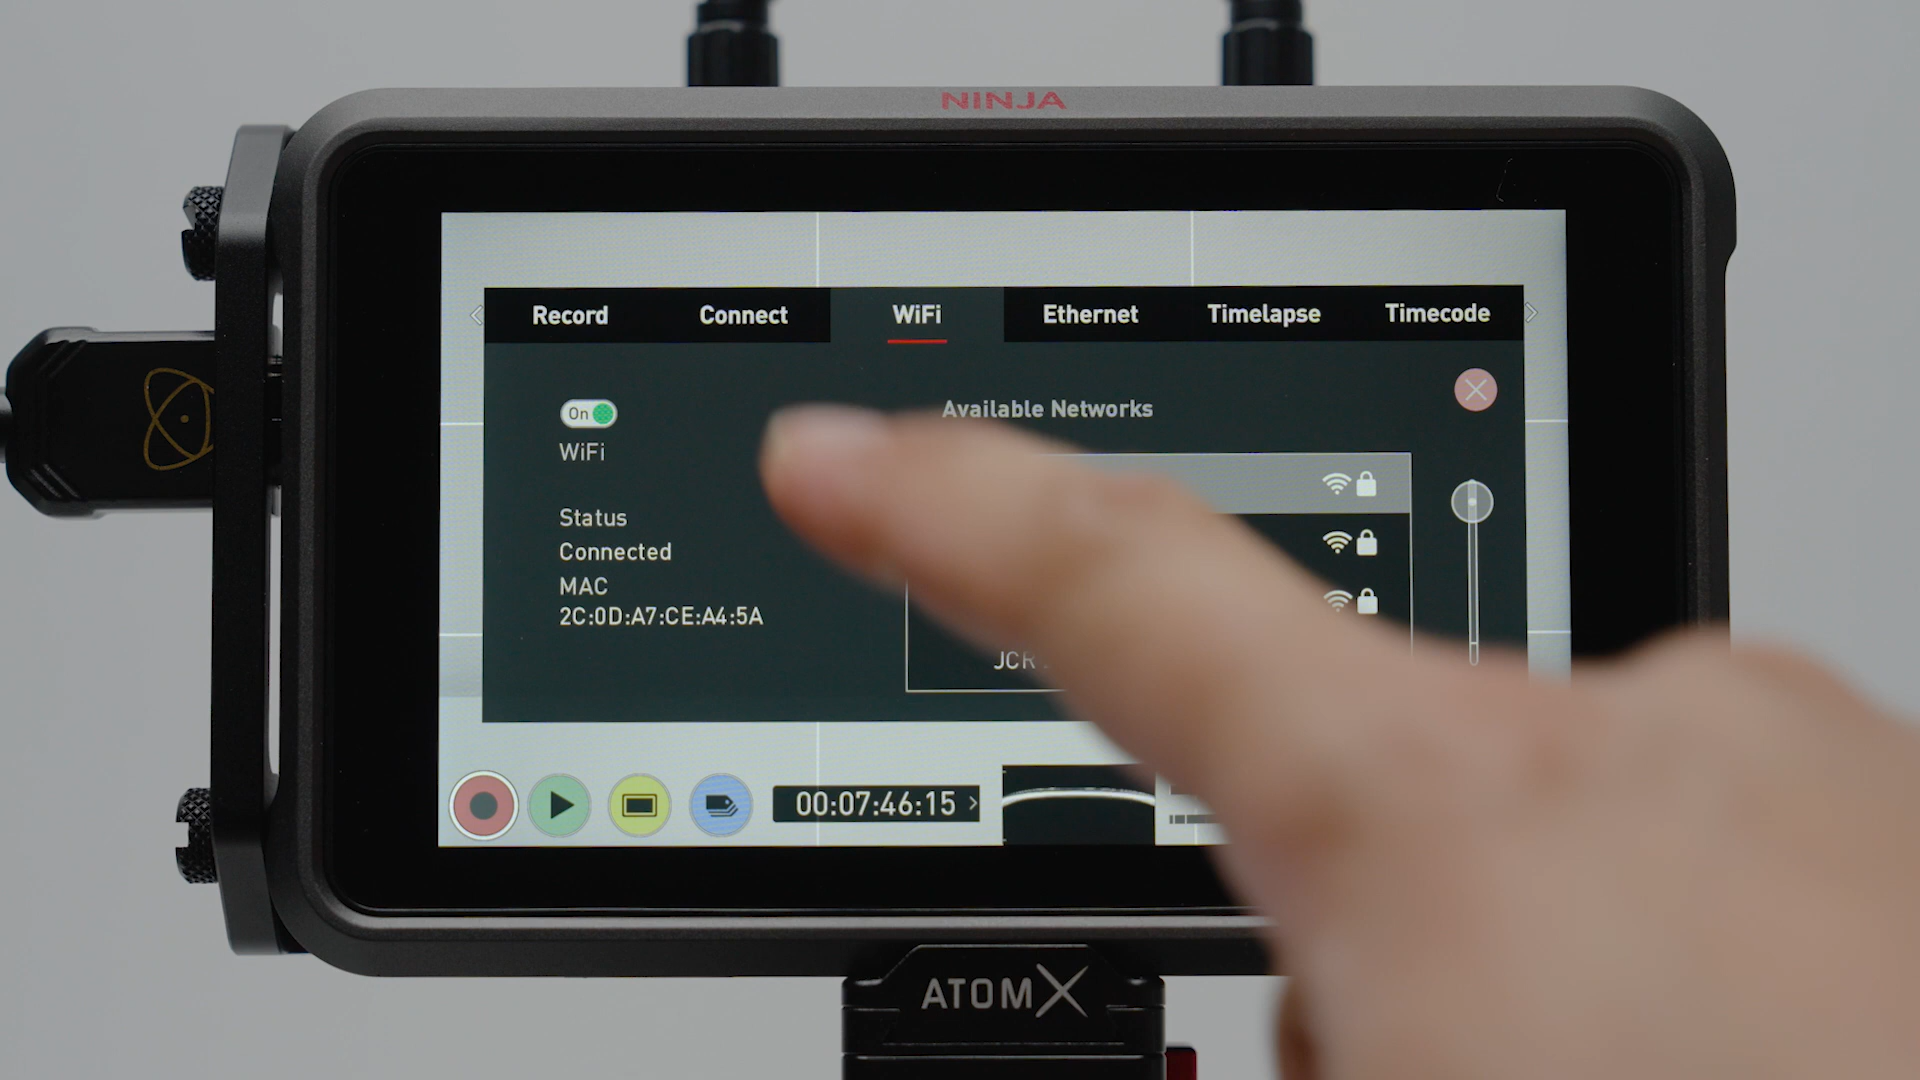 NINJA
Record Connect WiFi Ethernet Timelapse Timecode
On
Available Networks
WiFi
Status
Connected
MAC
2C:0D:A7:CE:A4:5A
JCR
00:07:46:15
ATOMX